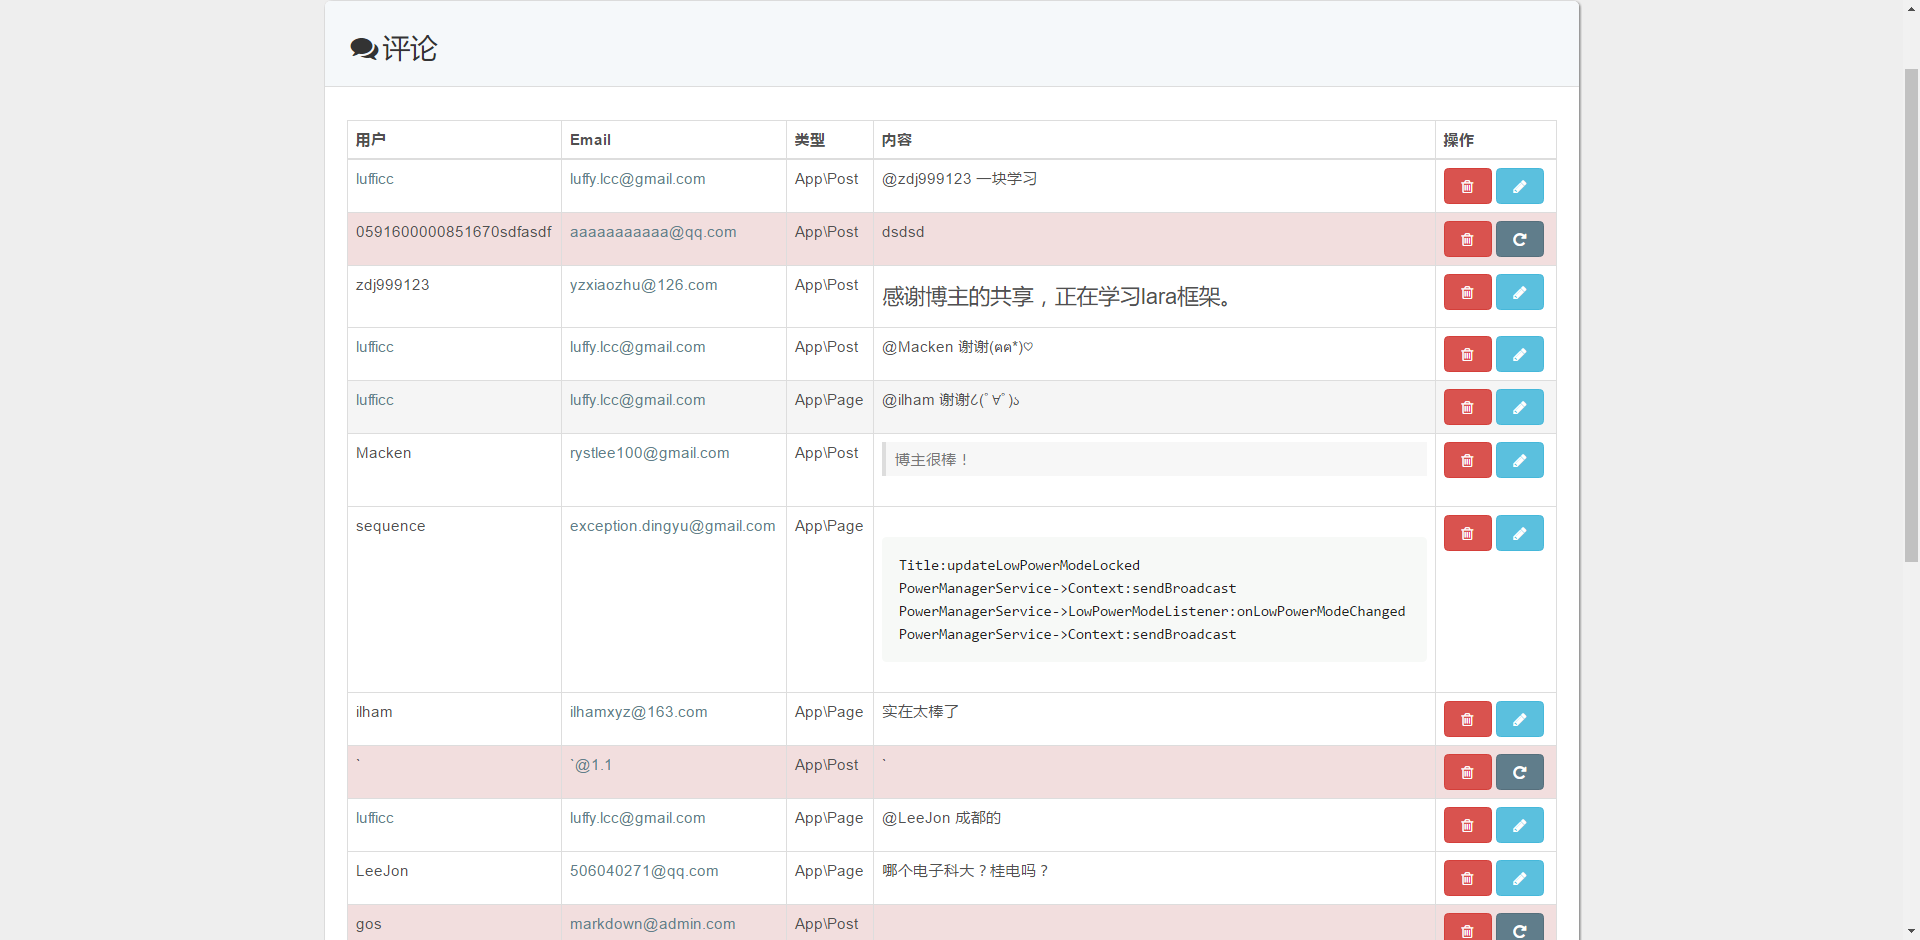 评论
用户 Email 类型 内容 操作
lufficc luffy.lcc@gmail.com App\Post @zdj999123 一块学习
0591600000851670sdfasdf aaaaaaaaaaa@qq.com App\Post dsdsd
zdj999123 yzxiaozhu@126.com App\Post 感谢博主的共享，正在学习lara框架。
lufficc luffy.lcc@gmail.com App\Post @Macken 谢谢(ฅฅ*)♡
lufficc luffy.lcc@gmail.com App\Page @ilham 谢谢૮(ﾟ∀ﾟ)ა
Macken rystlee100@gmail.com App\Post 博主很棒！
sequence exception.dingyu@gmail.com App\Page
Title:updateLowPowerModeLocked
PowerManagerService->Context:sendBroadcast
PowerManagerService->LowPowerModeListener:onLowPowerModeChanged
PowerManagerService->Context:sendBroadcast
ilham ilhamxyz@163.com App\Page 实在太棒了
` `@1.1 App\Post `
lufficc luffy.lcc@gmail.com App\Page @LeeJon 成都的
LeeJon 506040271@qq.com App\Page 哪个电子科大？桂电吗？
gos markdown@admin.com App\Post